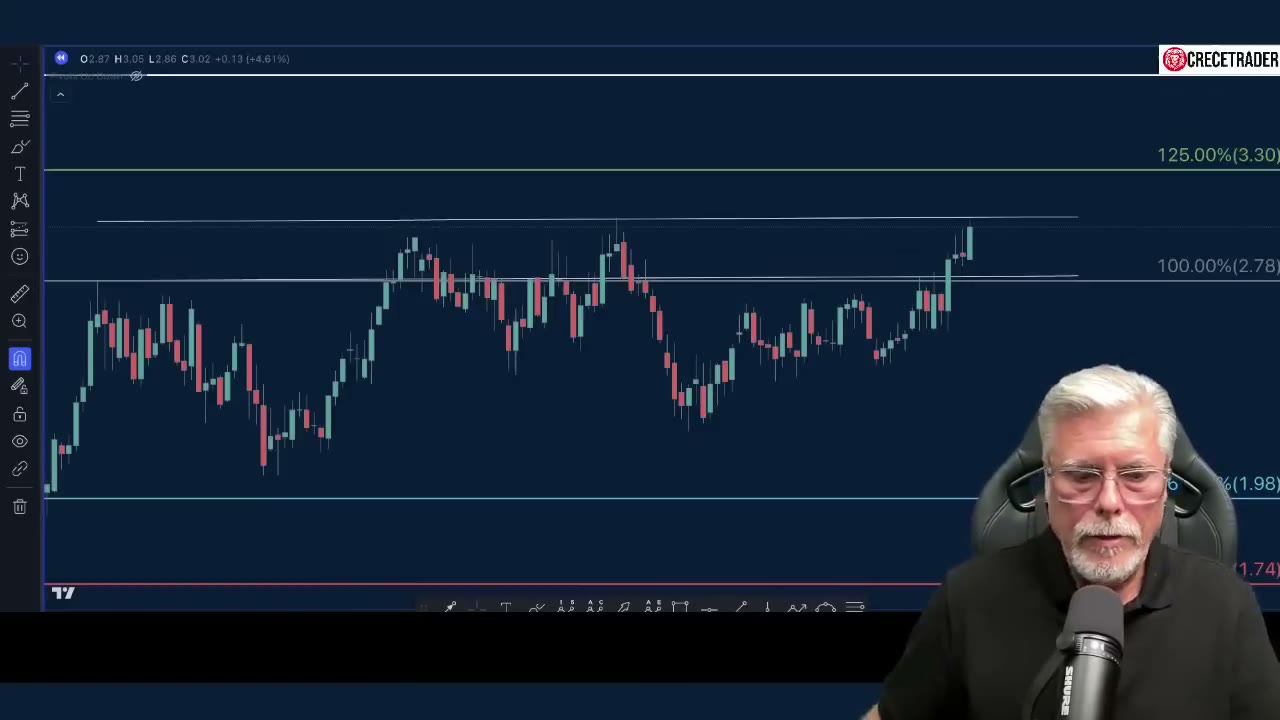 O2.87 H3.05 L2.86 C3.02 +0.13 (+4.61%)
CRECETRADER
125.00%(3.30)
100.00%(2.78)
%(1.98)
1.74)
SHURE